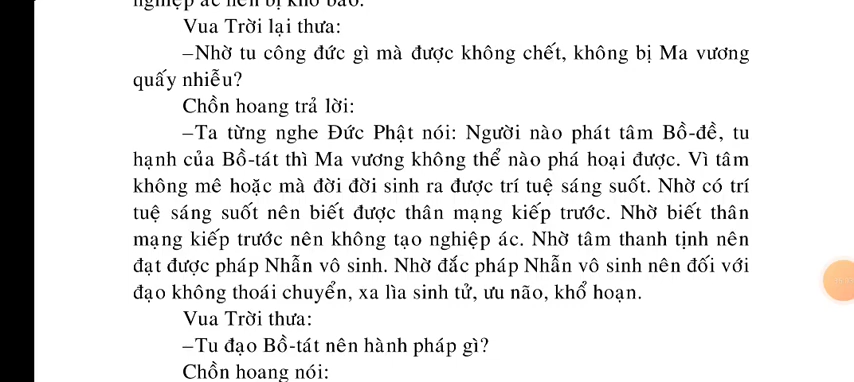 nghiệp ác nên bị khổ báo.
Vua Trời lại thưa:
–Nhờ tu công đức gì mà được không chết, không bị Ma vương
quấy nhiễu?
Chồn hoang trả lời:
–Ta từng nghe Đức Phật nói: Người nào phát tâm Bồ-đề, tu
hạnh của Bồ-tát thì Ma vương không thể nào phá hoại được. Vì tâm
không mê hoặc mà đời đời sinh ra được trí tuệ sáng suốt. Nhờ có trí
tuệ sáng suốt nên biết được thân mạng kiếp trước. Nhờ biết thân
mạng kiếp trước nên không tạo nghiệp ác. Nhờ tâm thanh tịnh nên
đạt được pháp Nhẫn vô sinh. Nhờ đắc pháp Nhẫn vô sinh nên đối với
đạo không thoái chuyển, xa lìa sinh tử, ưu não, khổ hoạn.
Vua Trời thưa:
–Tu đạo Bồ-tát nên hành pháp gì?
Chồn hoang nói: